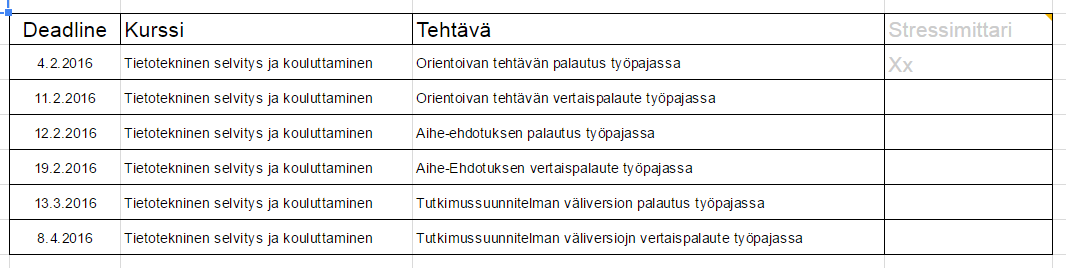 Deadline Kurssi Tehtävä Stressimittari
4.2.2016 Tietotekninen selvitys ja kouluttaminen Orientoivan tehtävän palautus työpajassa Xx
11.2.2016 Tietotekninen selvitys ja kouluttaminen Orientoivan tehtävän vertaispalaute työpajassa
12.2.2016 Tietotekninen selvitys ja kouluttaminen Aihe-ehdotuksen palautus työpajassa
19.2.2016 Tietotekninen selvitys ja kouluttaminen Aihe-Ehdotuksen vertaispalaute työpajassa
13.3.2016 Tietotekninen selvitys ja kouluttaminen Tutkimussuunnitelman väliversion palautus työpajassa
8.4.2016 Tietotekninen selvitys ja kouluttaminen Tutkimussuunnitelman väliversiojn vertaispalaute työpajassa